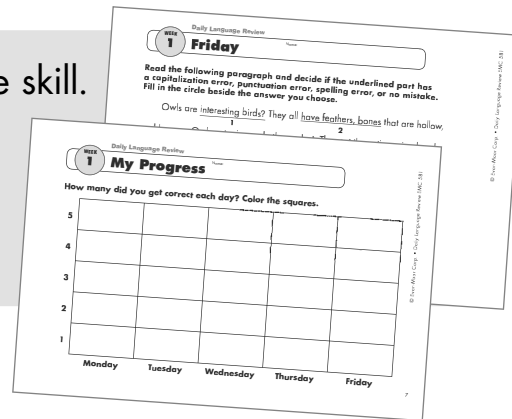 e skill.
Daily Language Review
WEEK
1
Name
Friday
Read the following paragraph and decide if the underlined part has
a capitalization error, punctuation error, spelling error, or no mistake.
Fill in the circle beside the answer you choose.
Owls are interesting birds? They all have feathers, bones that are hollow,
1
2
Daily Language Review
WEEK
1
Name
My Progress
How many did you get correct each day? Color the squares.
5
4
3
2
1
Monday
Tuesday
Wednesday
Thursday
Friday
7
© Evan-Moor Corp. • Daily Language Review EMC 581
© Evan-Moor Corp. • Daily Language Review EMC 581